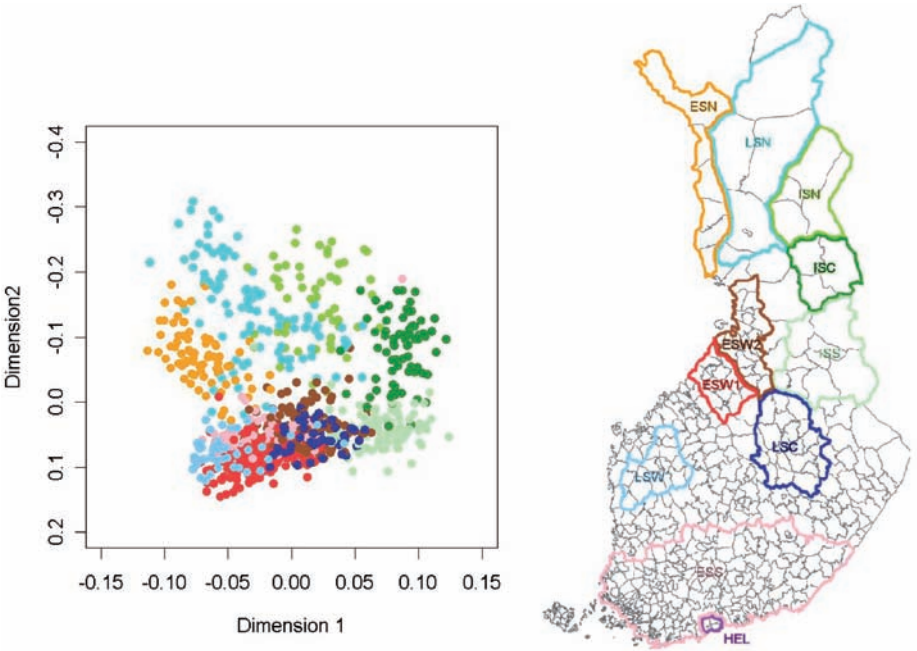 -0.4
-0.3
-0.2
-0.1
0.0
0.1
0.2
Dimension2
-0.15 -0.10 -0.05 0.00 0.05 0.10 0.15
Dimension 1
ESN
LSN
ISN
ISC
ESW2
ISS
ESW1
LSC
LSW
ESS
HEL